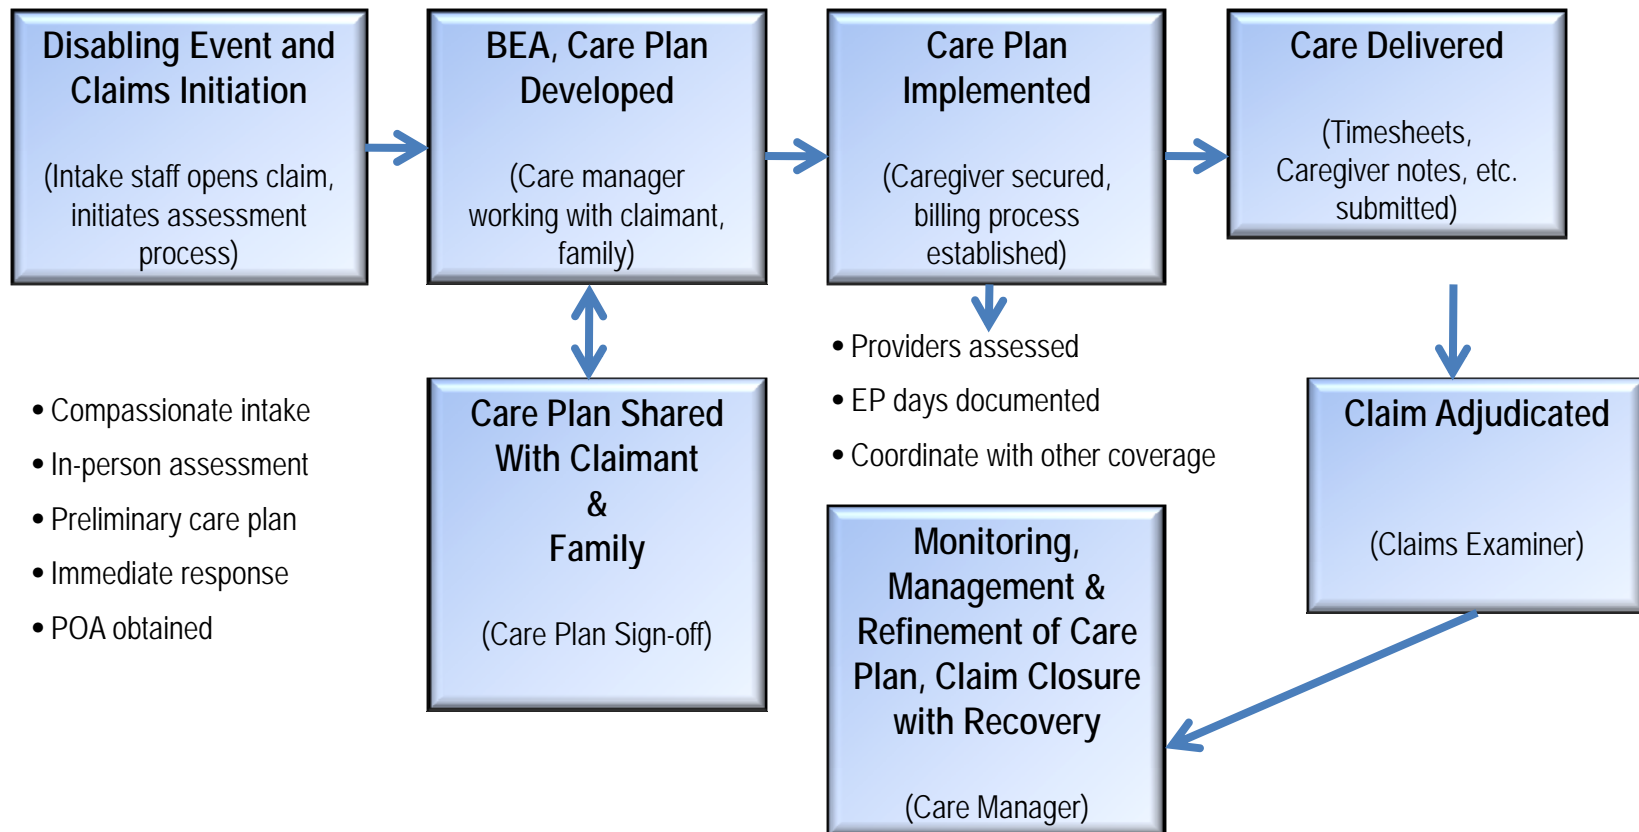 Disabling Event and
Claims Initiation
(Intake staff opens claim,
initiates assessment
process)
BEA, Care Plan
Developed
(Care manager
working with claimant,
family)
Care Plan
Implemented
(Caregiver secured,
billing process
established)
Care Delivered
(Timesheets,
Caregiver notes, etc.
submitted)
• Compassionate intake
• In-person assessment
• Preliminary care plan
• Immediate response
• POA obtained
Care Plan Shared
With Claimant
&
Family
(Care Plan Sign-off)
• Providers assessed
• EP days documented
• Coordinate with other coverage
Claim Adjudicated
(Claims Examiner)
Monitoring,
Management &
Refinement of Care
Plan, Claim Closure
with Recovery
(Care Manager)